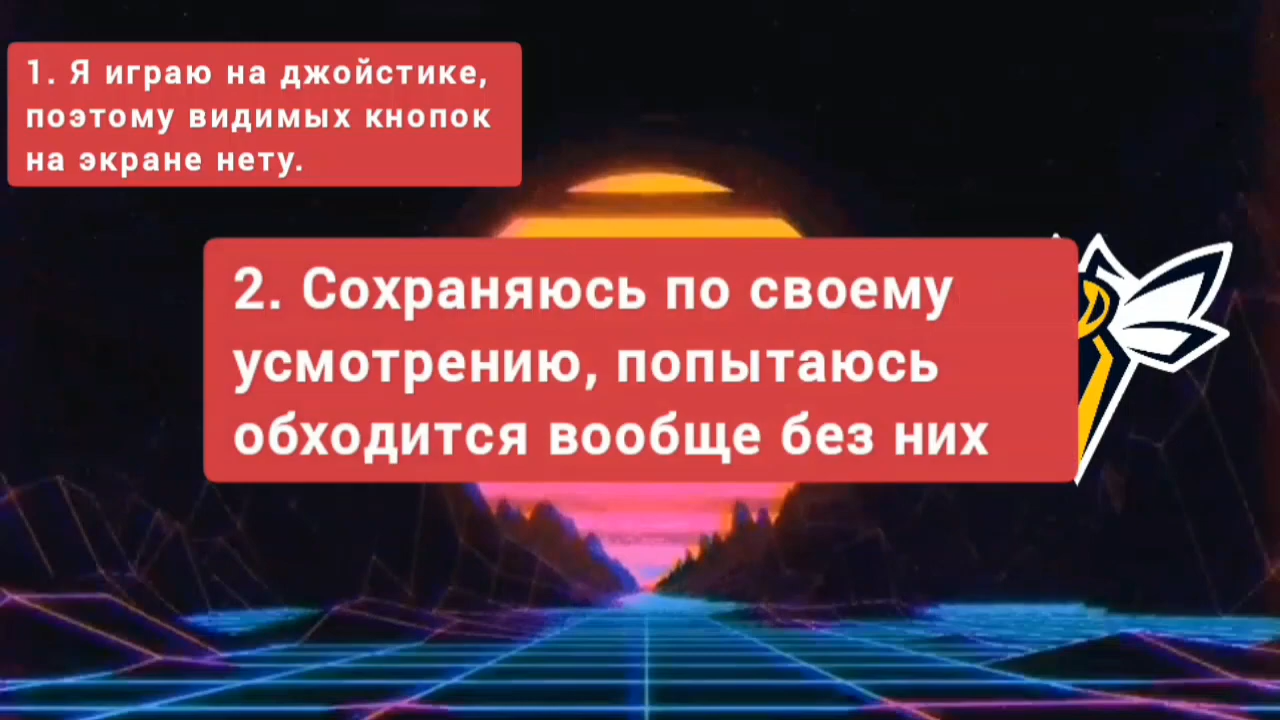 1. Я играю на джойстике,
поэтому видимых кнопок
на экране нету.
2. Сохраняюсь по своему
усмотрению, попытаюсь
обходится вообще без них